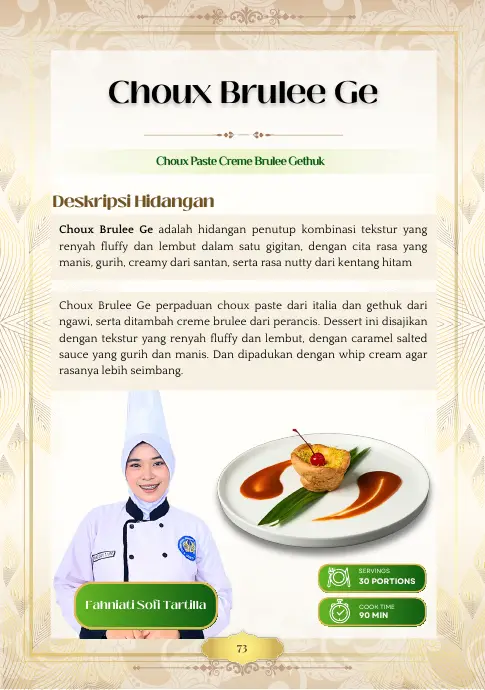 Choux Brulee Ge
Choux Paste Creme Brulee Gethuk
Deskripsi Hidangan
Choux Brulee Ge adalah hidangan penutup kombinasi tekstur yang
renyah fluffy dan lembut dalam satu gigitan, dengan cita rasa yang
manis, gurih, creamy dari santan, serta rasa nutty dari kentang hitam
Choux Brulee Ge perpaduan choux paste dari italia dan gethuk dari
ngawi, serta ditambah creme brulee dari perancis. Dessert ini disajikan
dengan tekstur yang renyah fluffy dan lembut, dengan caramel salted
sauce yang gurih dan manis. Dan dipadukan dengan whip cream agar
rasanya lebih seimbang.
Fahniati Sofi Tartilla
SERVINGS
30 PORTIONS
COOK TIME
90 MIN
73